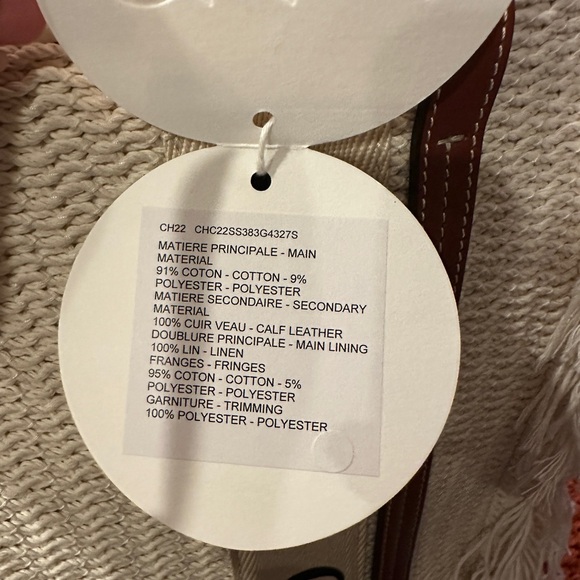 CH22 CHC22SS383G4327S
MATIERE PRINCIPALE - MAIN
MATERIAL
91% COTON - COTTON - 9%
POLYESTER - POLYESTER
MATIERE SECONDAIRE - SECONDARY
MATERIAL
100% CUIR VEAU - CALF LEATHER
DOUBLURE PRINCIPALE - MAIN LINING
100% LIN - LINEN
FRANGES - FRINGES
95% COTON - COTTON - 5%
POLYESTER - POLYESTER
GARNITURE - TRIMMING
100% POLYESTER - POLYESTER